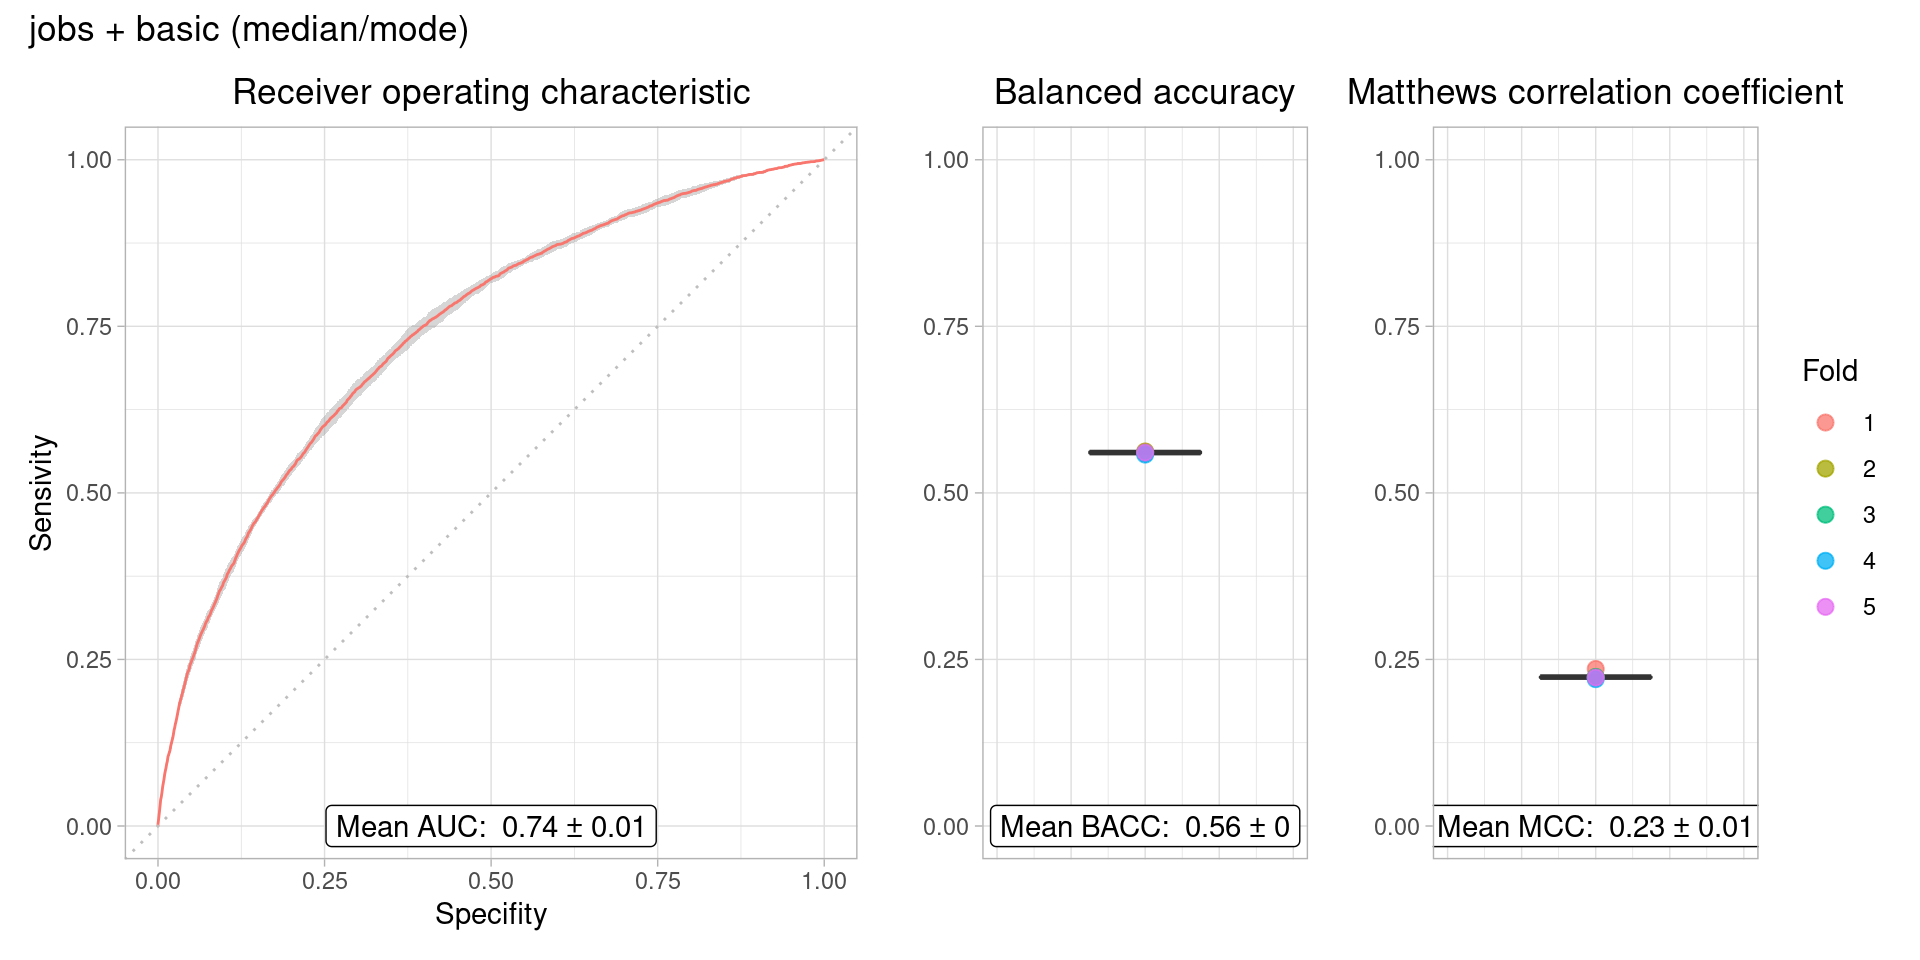 jobs + basic (median/mode)
Receiver operating characteristic
Sensivity
1.00
0.75
0.50
0.25
0.00
Mean AUC:  0.74 ± 0.01
0.00 0.25 0.50 0.75 1.00
Specifity
Balanced accuracy
1.00
0.75
0.50
0.25
0.00
Mean BACC:  0.56 ± 0
Matthews correlation coefficient
1.00
0.75
0.50
0.25
0.00
Mean MCC:  0.23 ± 0.01
Fold
1
2
3
4
5